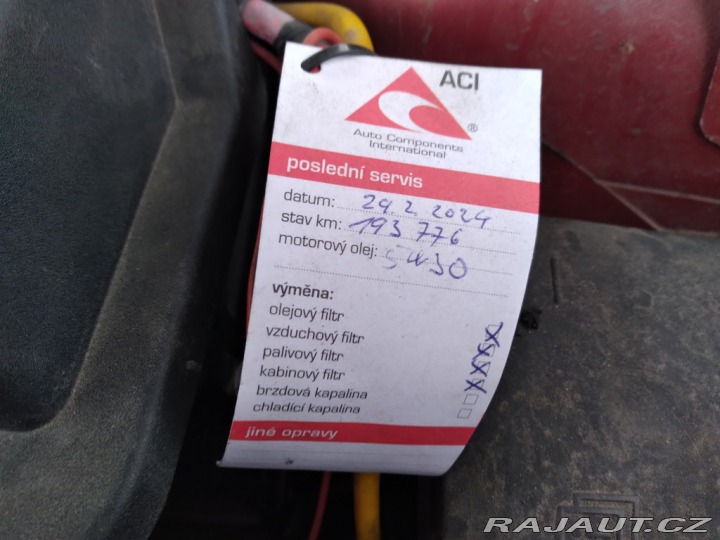 ACI
®
Auto Components
International
poslední servis
datum: 29.2.2024
stav km: 193 776
motorový olej: 5W30
výměna:
olejový filtr
vzduchový filtr
palivový filtr
kabinový filtr
brzdová kapalina
chladící kapalina
jiné opravy
RAJAUT.CZ